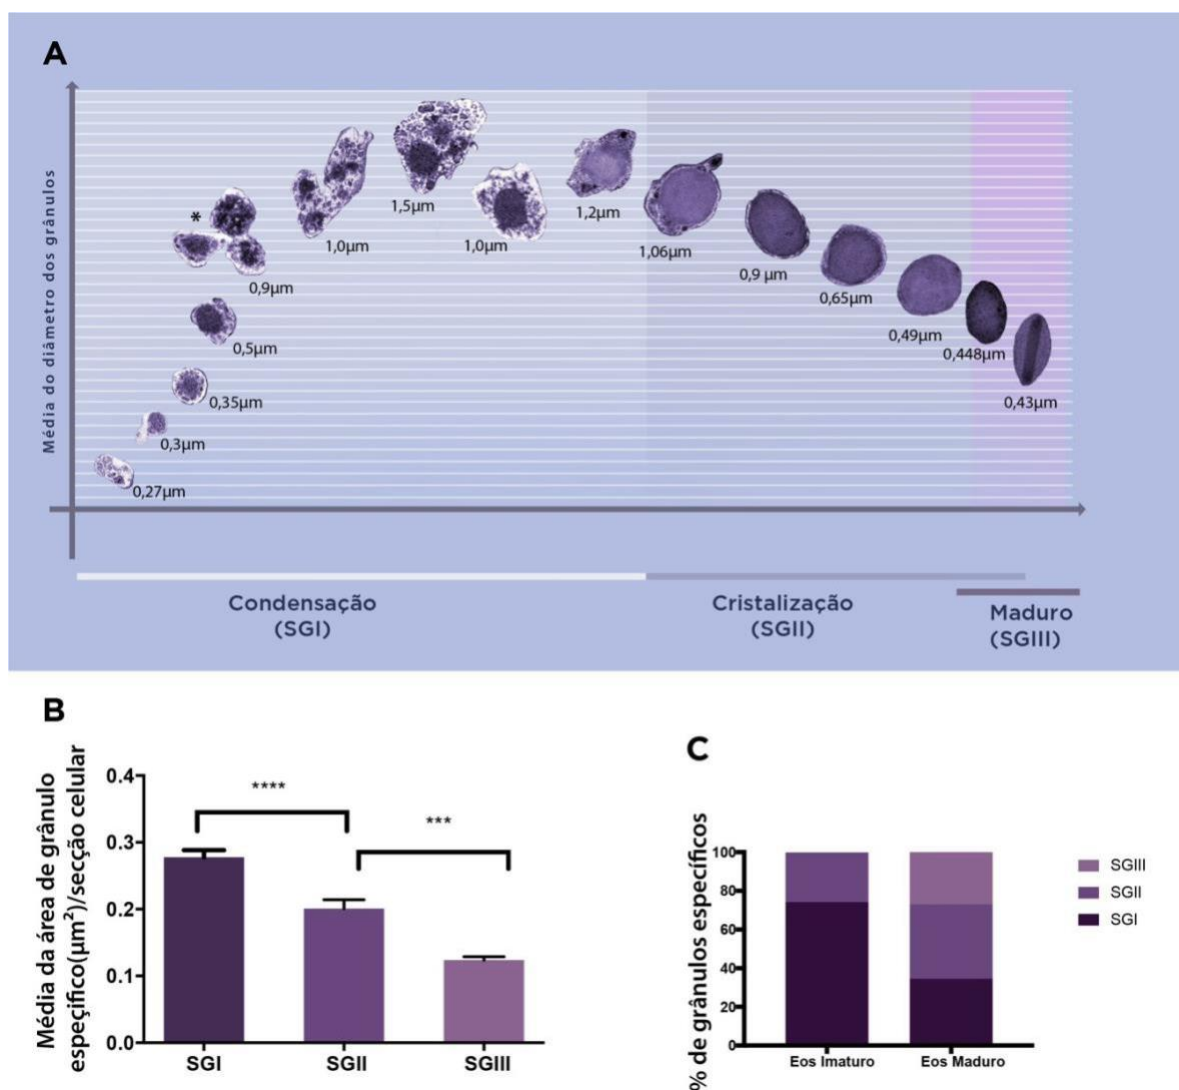 A
Média do diâmetro dos grânulos
*
0,27µm
0,3µm
0,35µm
0,5µm
0,9µm
1,0µm
1,5µm
1,0µm
1,2µm
1,06µm
0,9 µm
0,65µm
0,49µm
0,448µm
0,43µm
Condensação
(SGI)
Cristalização
(SGII)
Maduro
(SGIII)
B
Média da área de grânulo
espeçifico(µm²)/secção celular
0.4
0.3
0.2
0.1
0.0
****
***
SGI
SGII
SGIII
C
% de grânulos específicos
100
80
60
40
20
0
Eos Imaturo
Eos Maduro
SGIII
SGII
SGI